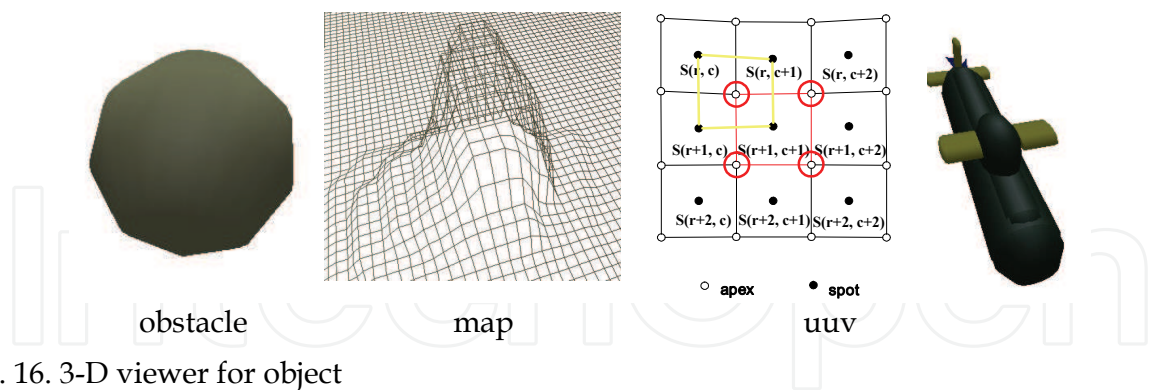 S(r, c)
S(r, c+1)
S(r, c+2)
S(r+1, c)
S(r+1, c+1)
S(r+1, c+2)
S(r+2, c)
S(r+2, c+1)
S(r+2, c+2)
apex
spot
obstacle
map
uuv
. 16. 3-D viewer for object